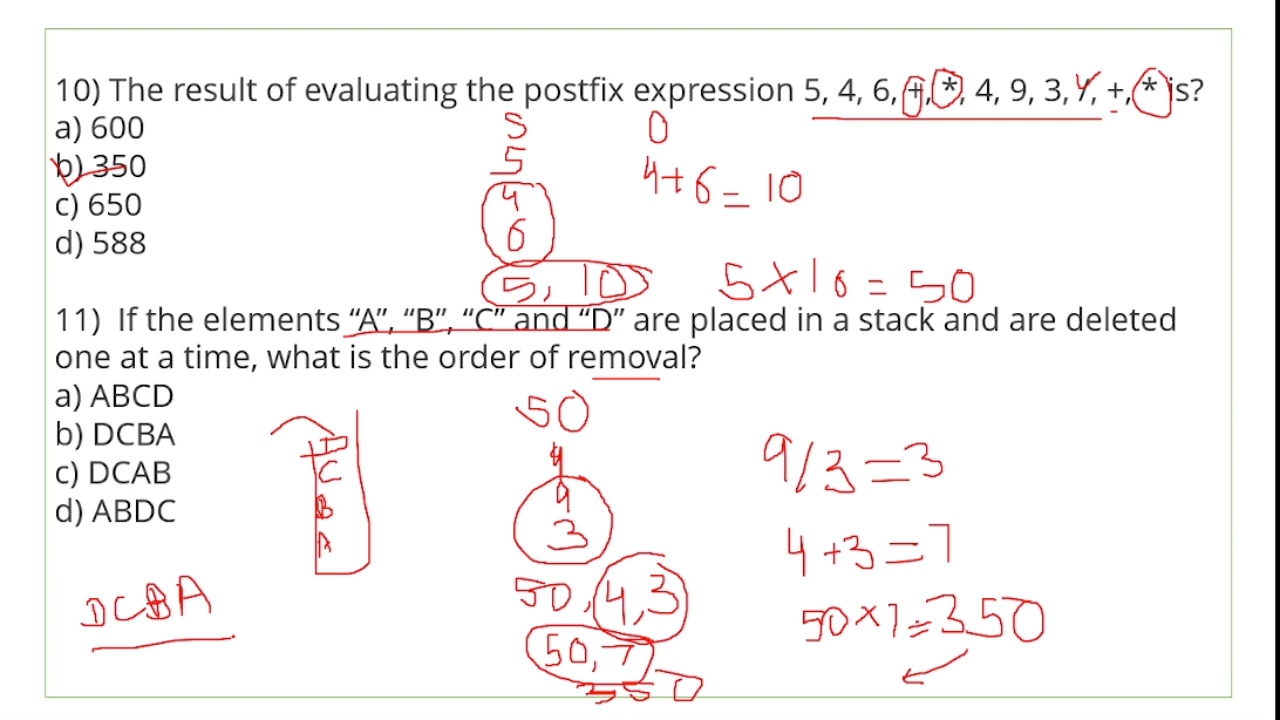 10) The result of evaluating the postfix expression 5, 4, 6, +, *, 4, 9, 3, /, +, * is?
a) 600
b) 350
c) 650
d) 588
S O
5
4
6
4+6=10
5, 10
5×10=50
11) If the elements “A”, “B”, “C” and “D” are placed in a stack and are deleted
one at a time, what is the order of removal?
a) ABCD
b) DCBA
c) DCAB
d) ABDC
D
C
B
A
DCBA
50
4
9
3
50, 4,3
50, 7
350
9/3=3
4+3=7
50×7=350